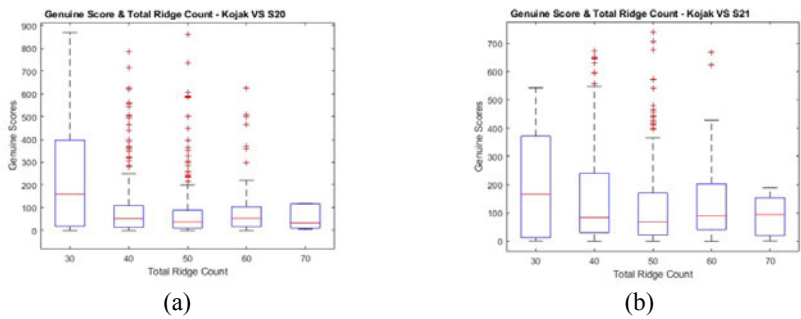 Genuine Score & Total Ridge Count - Kojak VS S20
900
800
700
600
500
400
300
200
100
0
Genuine Scores
30 40 50 60 70
Total Ridge Count
(a)
Genuine Score & Total Ridge Count - Kojak VS S21
700
600
500
400
300
200
100
0
Genuine Scores
30 40 50 60 70
Total Ridge Count
(b)